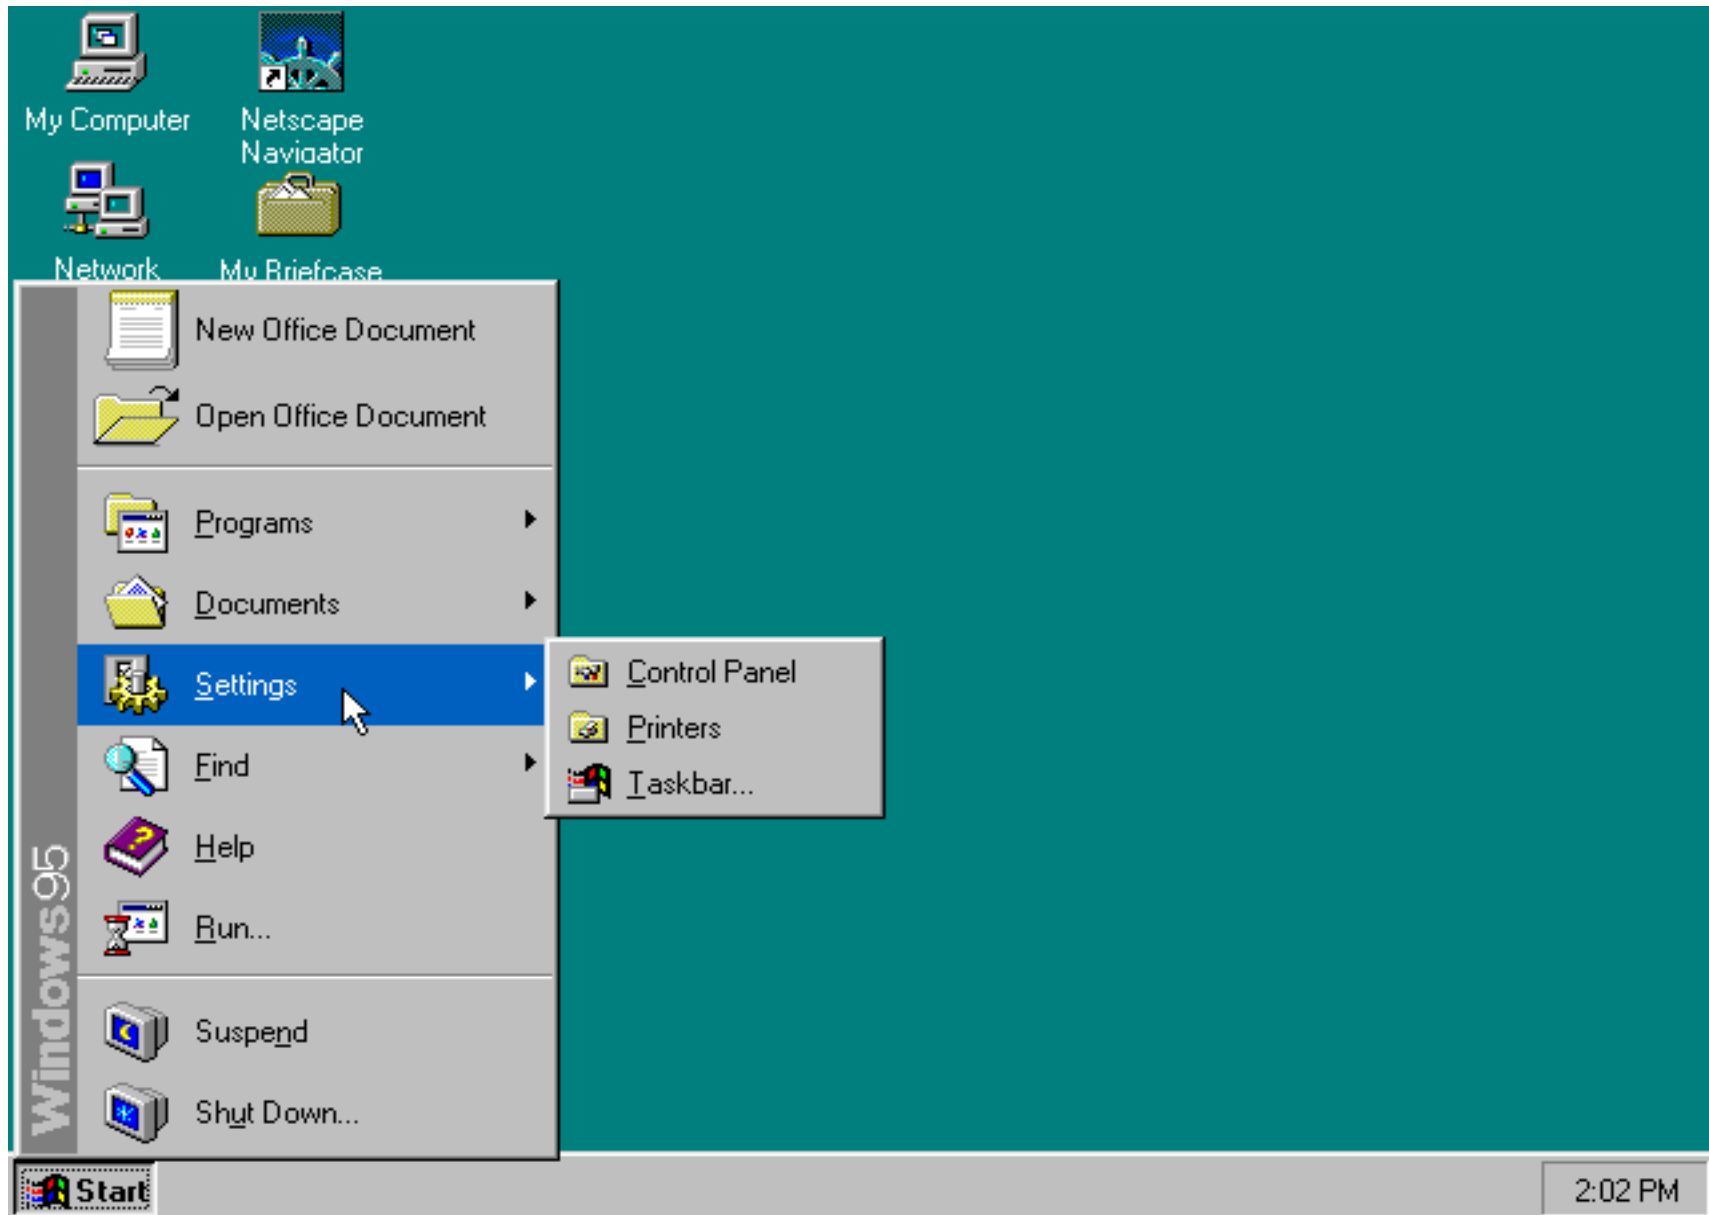 My Computer
Netscape
Navigator
Network
My Briefcase
New Office Document
Open Office Document
Programs
Documents
Settings
Find
Help
Run...
Suspend
Shut Down...
Windows95
Control Panel
Printers
Taskbar...
Start
2:02 PM